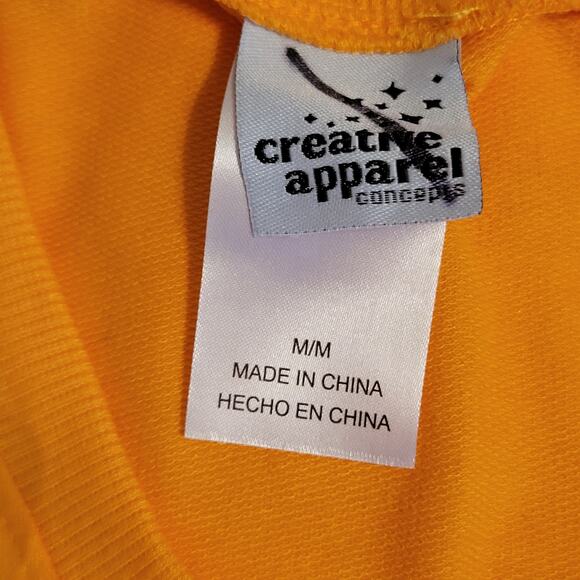 creative
apparel
concepts
M/M
MADE IN CHINA
HECHO EN CHINA